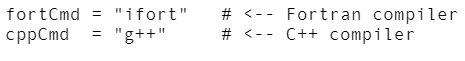 fortCmd = "ifort"   # <-- Fortran compiler
cppCmd  = "g++"     # <-- C++ compiler